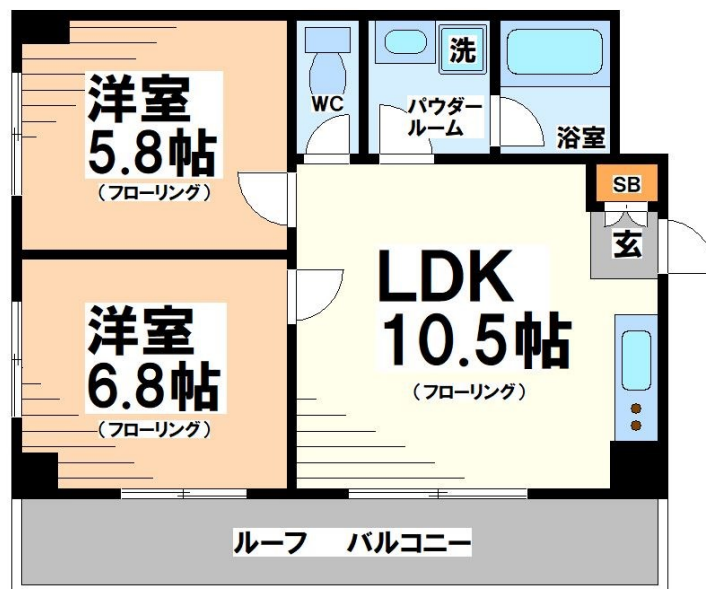 洋室
5.8帖
（フローリング）
WC
洗
パウダー
ルーム
浴室
SB
玄
LDK
10.5帖
（フローリング）
洋室
6.8帖
（フローリング）
ルーフ バルコニー